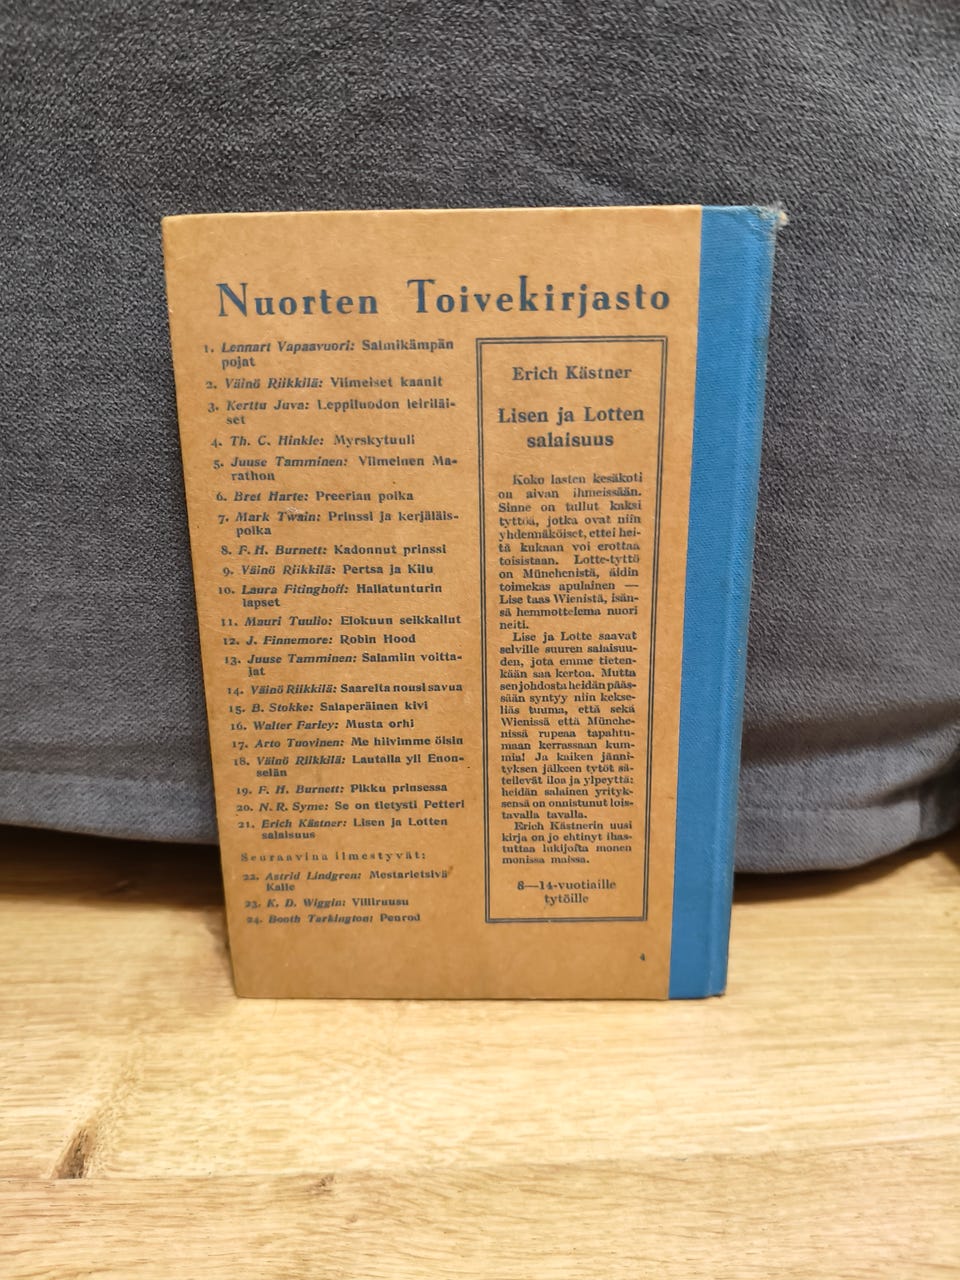 Nuorten Toivekirjasto
1. Lennart Vapaavuori: Salmikämpän
pojat
2. Väinö Riikkilä: Viimeiset kaanit
3. Kerttu Juva: Leppiluodon leiriläi-
set
4. Th. C. Hinkle: Myrskytuuli
5. Juuse Tamminen: Viimeinen Ma-
rathon
6. Bret Harte: Preerian poika
7. Mark Twain: Prinssi ja kerjäläis-
poika
8. F. H. Burnett: Kadonnut prinssi
9. Väinö Riikkilä: Pertsa ja Kilu
10. Laura Fitinghoff: Hallatunturin
lapset
11. Mauri Tuulio: Elokuun seikkailut
12. J. Finnemore: Robin Hood
13. Juuse Tamminen: Salamiin voitta-
jat
14. Väinö Riikkilä: Saarelta nousi savua
15. B. Stokke: Salaperäinen kivi
16. Walter Farley: Musta orhi
17. Arto Tuovinen: Me hiivimme öisin
18. Väinö Riikkilä: Lautalla yli Enon-
selän
19. F. H. Burnett: Pikku prinsessa
20. N. R. Syme: Se on tietysti Petteri
21. Erich Kästner: Lisen ja Lotten
salaisuus
Seuraavina ilmestyvät:
22. Astrid Lindgren: Mestarietsivä
Kalle
23. K. D. Wiggin: Villiruusu
24. Booth Tarkington: Penrod
Erich Kästner
Lisen ja Lotten
salaisuus
Koko lasten kesäkoti
on aivan ihmeissään.
Sinne on tullut kaksi
tyttöä, jotka ovat niin
yhdennäköiset, ettei hei-
tä kukaan voi erottaa
toisistaan. Lotte-tyttö
on Münchenistä, äidin
toimekas apulainen —
Lise taas Wienistä, isän-
sä hemmottelema nuori
neiti.
Lise ja Lotte saavat
selville suuren salaisuu-
den, jota emme tieten-
kään saa kertoa. Mutta
sen johdosta heidän pääs-
sään syntyy niin kekse-
liäs tuuma, että sekä
Wienissä että Münche-
nissä rupeaa tapahtu-
maan kerrassaan kum-
mia! Ja kaiken jänni-
tyksen jälkeen tytöt sä-
teilevät iloa ja ylpeyttä:
heidän salainen yrityk-
sensä on onnistunut lois-
tavalla tavalla.
Erich Kästnerin uusi
kirja on jo ehtinyt ihas-
tuttaa lukijoita monen
monissa maissa.
8—14-vuotiaille
tytöille
4